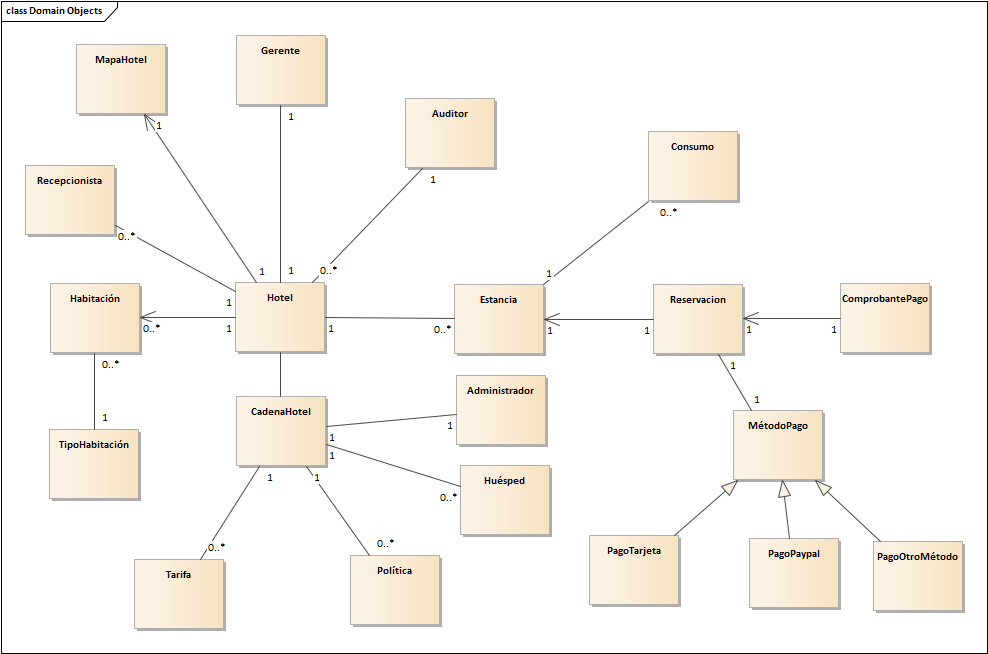 class Domain Objects
MapaHotel
Gerente
Auditor
Consumo
Recepcionista
1
1
1
0..*
0..*
1
1
0..*
1
Habitación
Hotel
Estancia
Reservacion
ComprobantePago
1
0..*
1
1
0..*
1
1
1
1
0..*
1
1
1
TipoHabitación
CadenaHotel
Administrador
MétodoPago
1
1
1
Huésped
0..*
1
1
0..*
0..*
Tarifa
Política
PagoTarjeta
PagoPaypal
PagoOtroMétodo